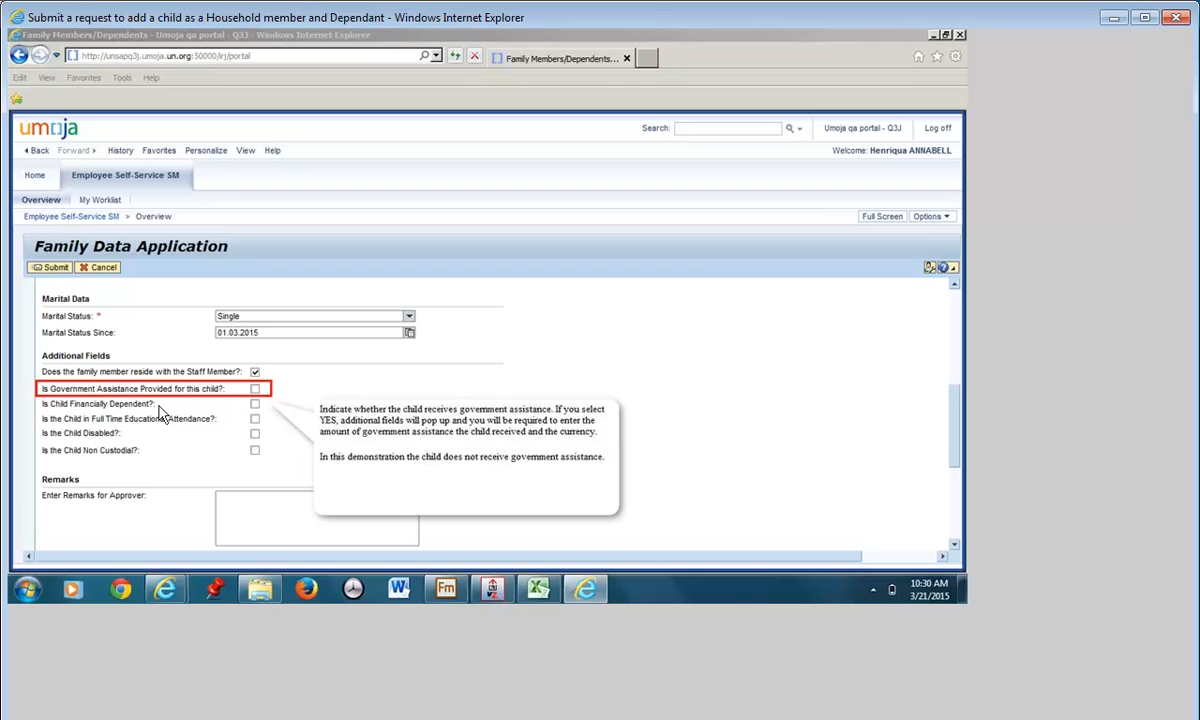 Submit a request to add a child as a Household member and Dependant - Windows Internet Explorer
Family Members/Dependents - Umoja qa portal - Q3J - Windows Internet Explorer
http://unsapq3j.umoja.un.org:50000/irj/portal
Family Members/Dependents...
Edit View Favorites Tools Help
umoja
Search:
Umoja qa portal - Q3J
Log off
Back Forward History Favorites Personalize View Help
Welcome: Henriqua ANNABELL
Home
Employee Self-Service SM
Overview
My Worklist
Employee Self-Service SM > Overview
Full Screen
Options
Family Data Application
Submit
Cancel
Marital Data
Marital Status: *
Single
Marital Status Since:
01.03.2015
Additional Fields
Does the family member reside with the Staff Member?:
Is Government Assistance Provided for this child?:
Is Child Financially Dependent?:
Is the Child in Full Time Educational Attendance?:
Is the Child Disabled?:
Is the Child Non Custodial?:
Indicate whether the child receives government assistance. If you select
YES, additional fields will pop up and you will be required to enter the
amount of government assistance the child received and the currency.
In this demonstration the child does not receive government assistance.
Remarks
Enter Remarks for Approver:
Fm
10:30 AM
3/21/2015